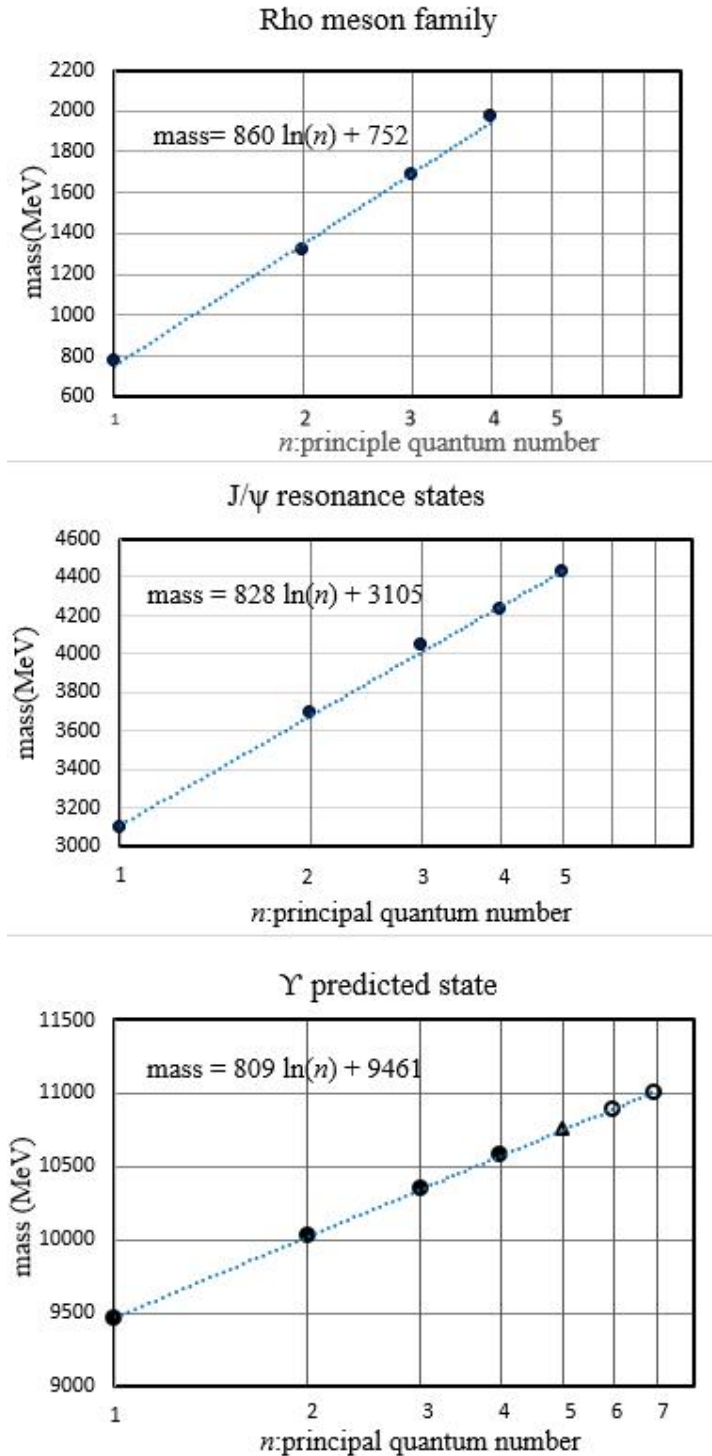 Rho meson family
2200
2000
1800
1600
1400
1200
1000
800
600
mass(MeV)
mass= 860 ln(n) + 752
1 2 3 4 5
n:principle quantum number
J/ψ resonance states
4600
4400
4200
4000
3800
3600
3400
3200
3000
mass(MeV)
mass = 828 ln(n) + 3105
1 2 3 4 5
n:principal quantum number
ϒ predicted state
11500
11000
10500
10000
9500
9000
mass (MeV)
mass = 809 ln(n) + 9461
1 2 3 4 5 6 7
n:principal quantum number